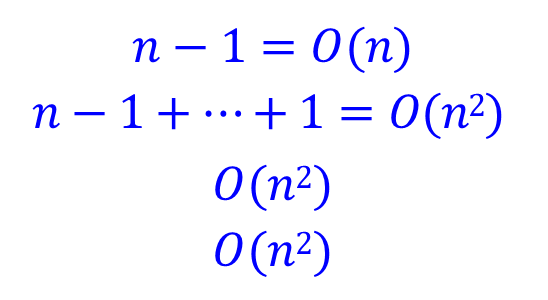 n − 1 = O(n)
n − 1 + ⋯ + 1 = O(n²)
O(n²)
O(n²)